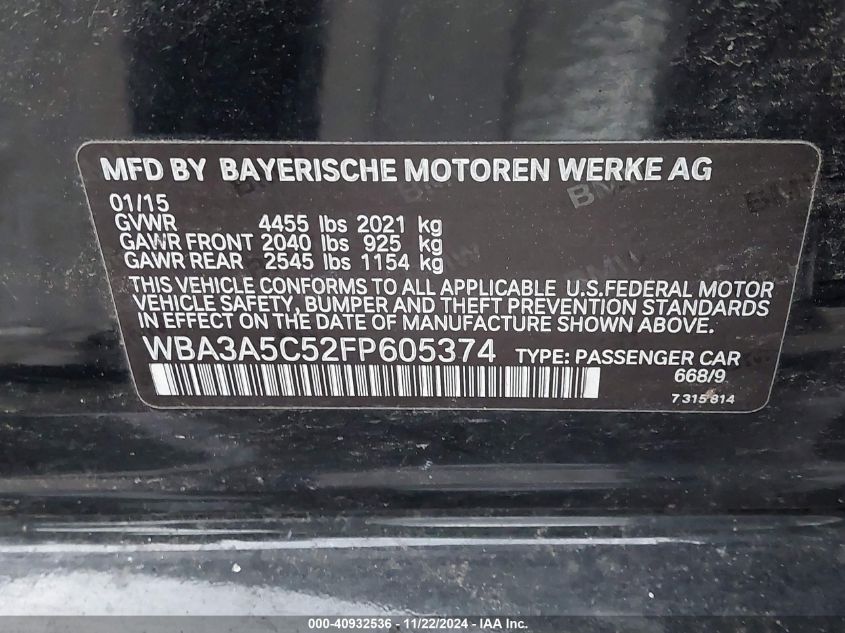 MFD BY BAYERISCHE MOTOREN WERKE AG
01/15
GVWR 4455 lbs 2021 kg
GAWR FRONT 2040 lbs 925 kg
GAWR REAR 2545 lbs 1154 kg
THIS VEHICLE CONFORMS TO ALL APPLICABLE U.S.FEDERAL MOTOR
VEHICLE SAFETY, BUMPER AND THEFT PREVENTION STANDARDS
IN EFFECT ON THE DATE OF MANUFACTURE SHOWN ABOVE.
WBA3A5C52FP605374 TYPE: PASSENGER CAR
668/9
7 315 814
000-40932536 - 11/22/2024 - IAA Inc.